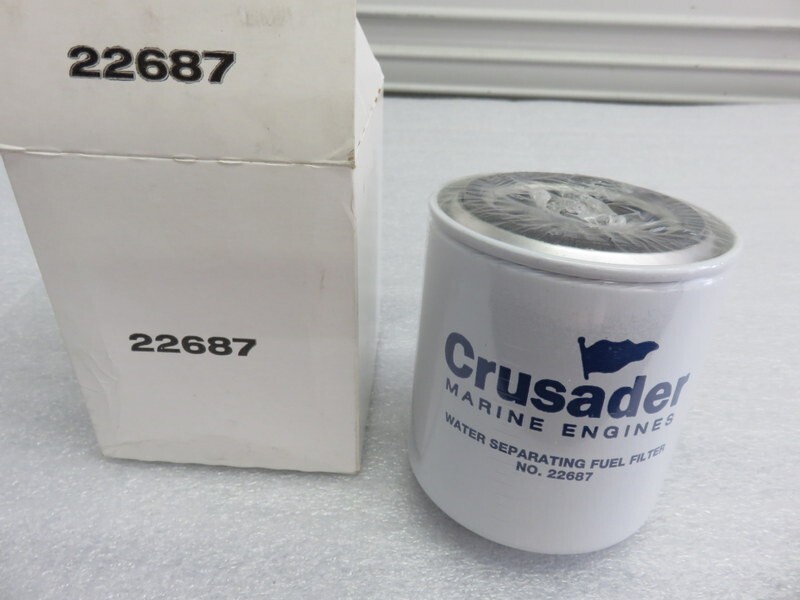 22687
22687
Crusader
MARINE ENGINES
WATER SEPARATING FUEL FILTER
NO. 22687